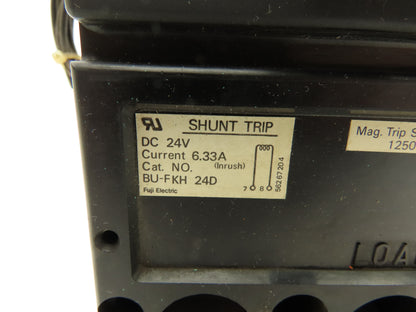 SHUNT TRIP
DC 24V
Current 6.33A
(Inrush)
Cat. NO.
BU-FKH 24D
Fuji Electric
7 8
56267204
Mag. Trip S
1250
LOA